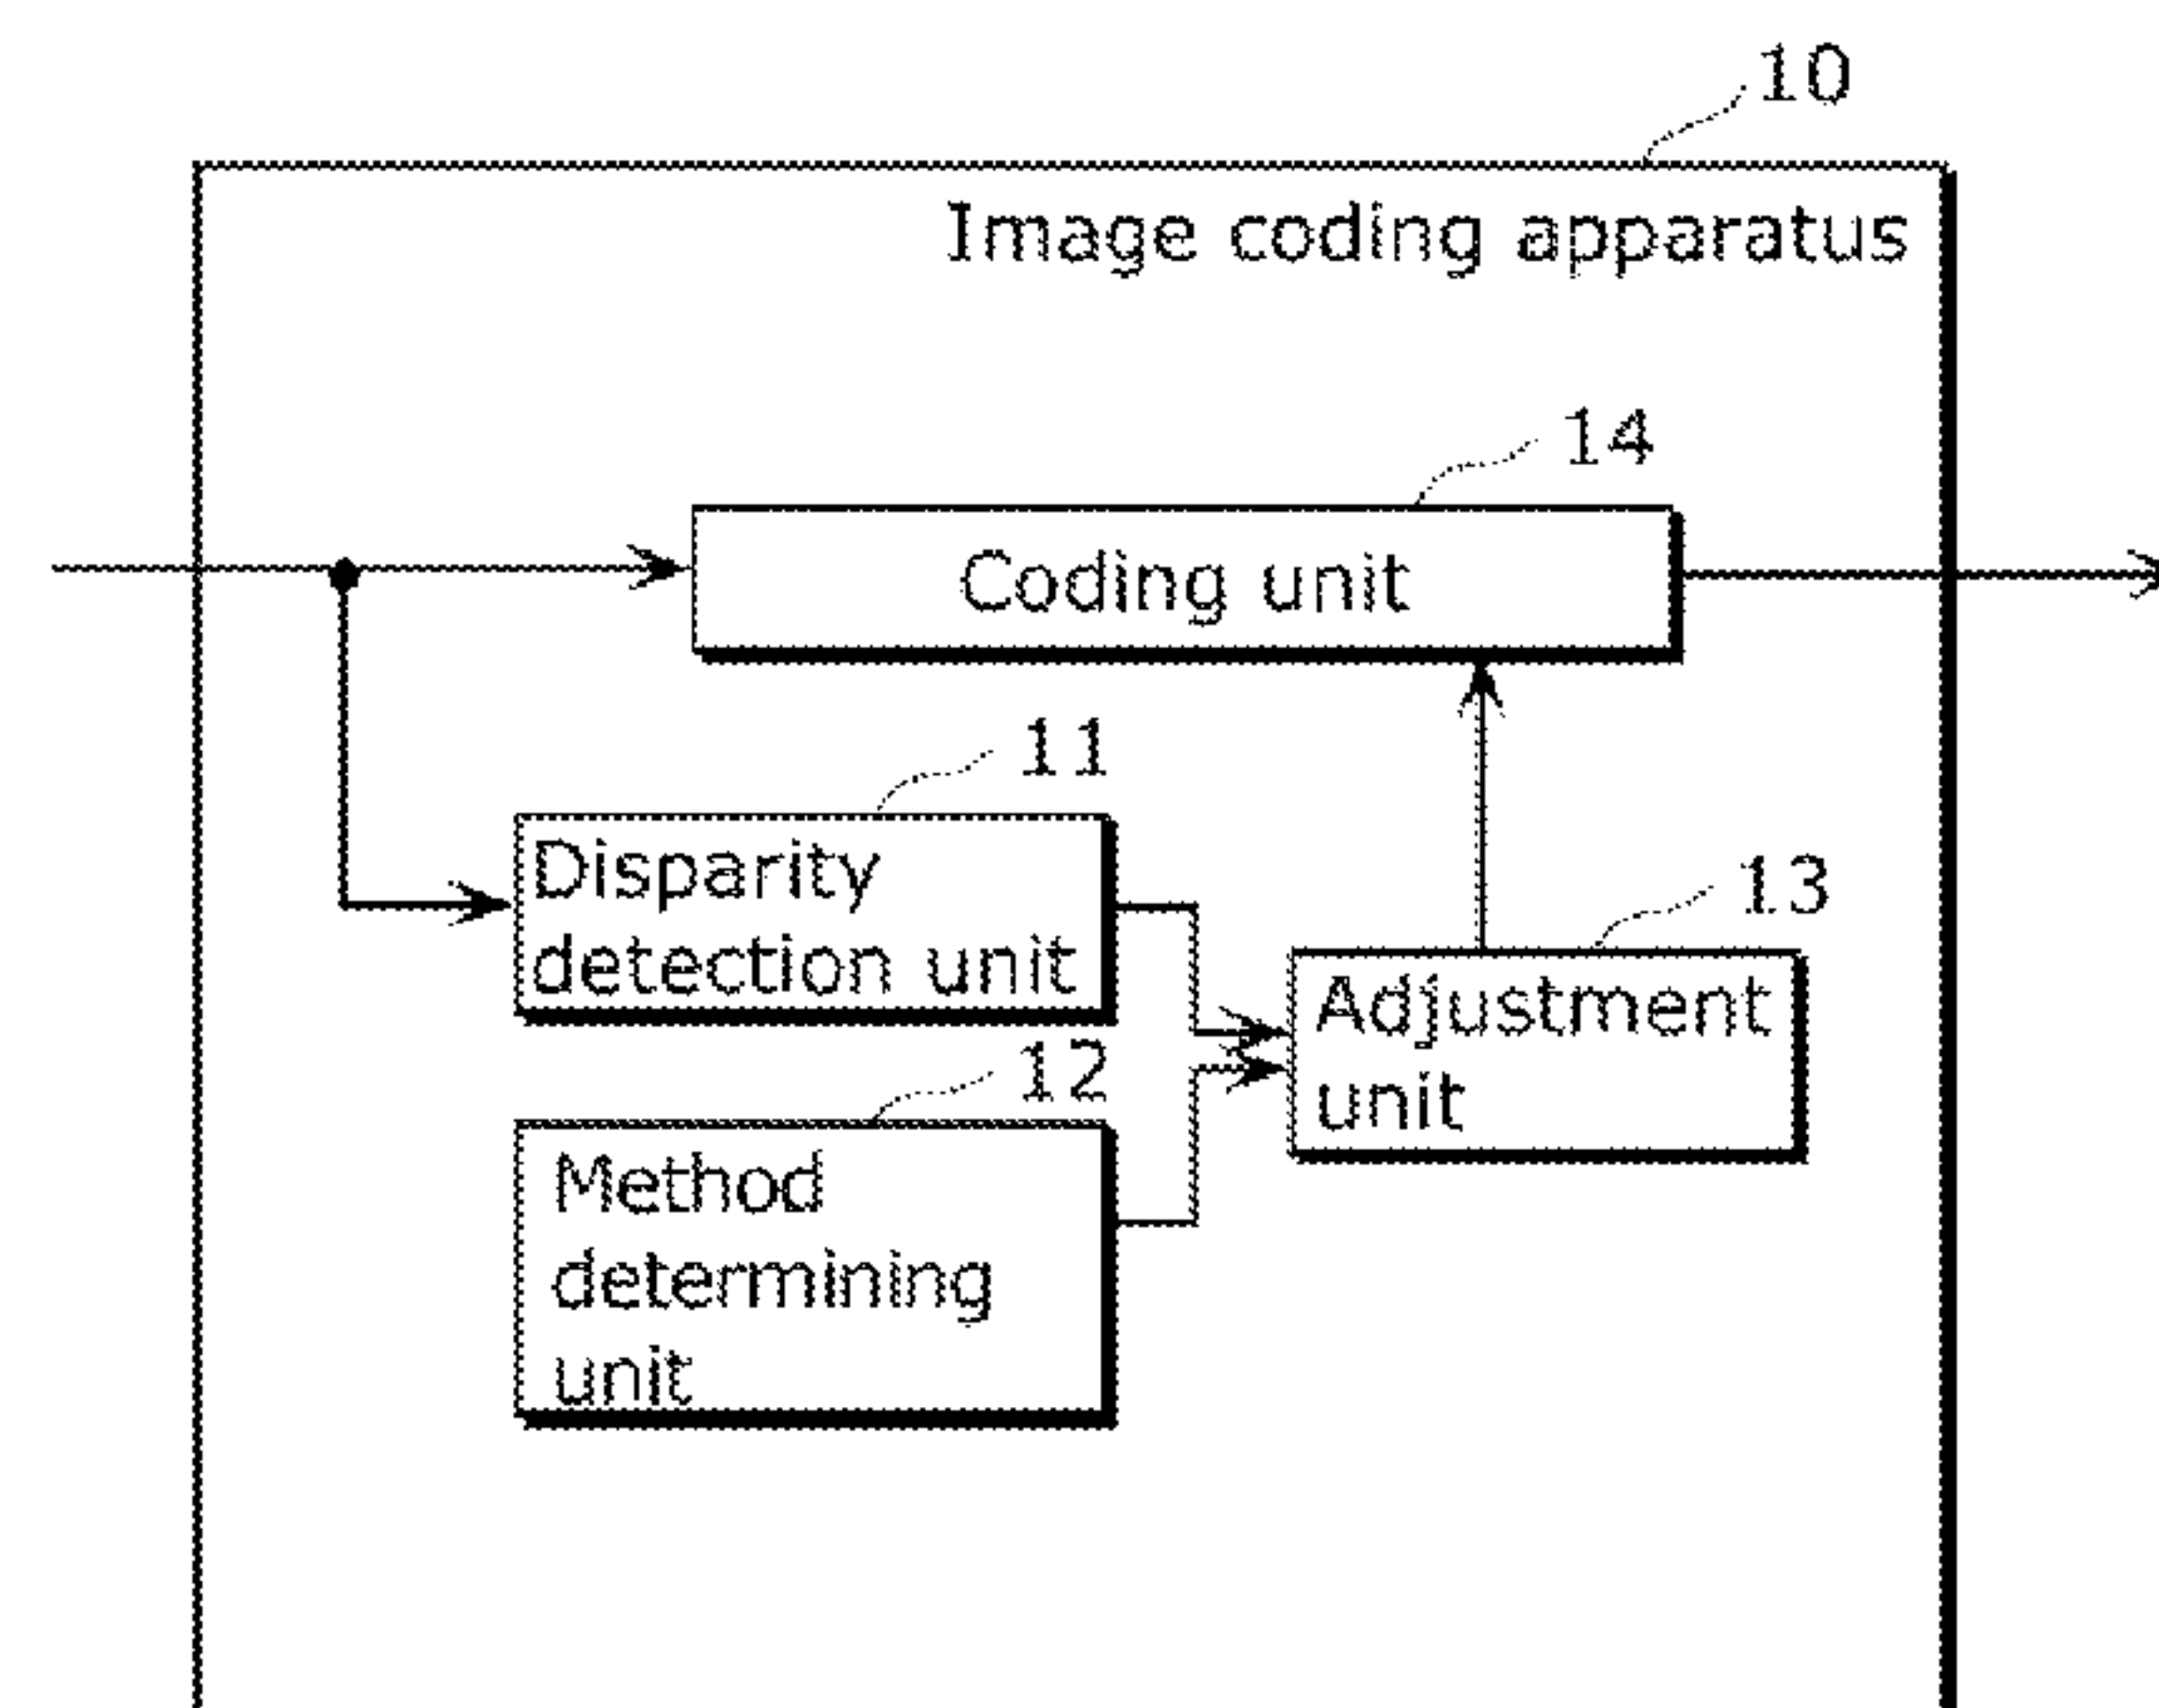 10
Image coding apparatus
14
Coding unit
11
Disparity
detection unit
13
Adjustment
unit
12
Method
determining
unit